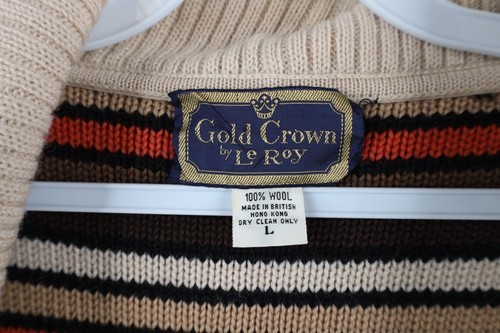 Gold Crown
by Le Roy
100% WOOL
MADE IN BRITISH
HONG KONG
DRY CLEAN ONLY
L